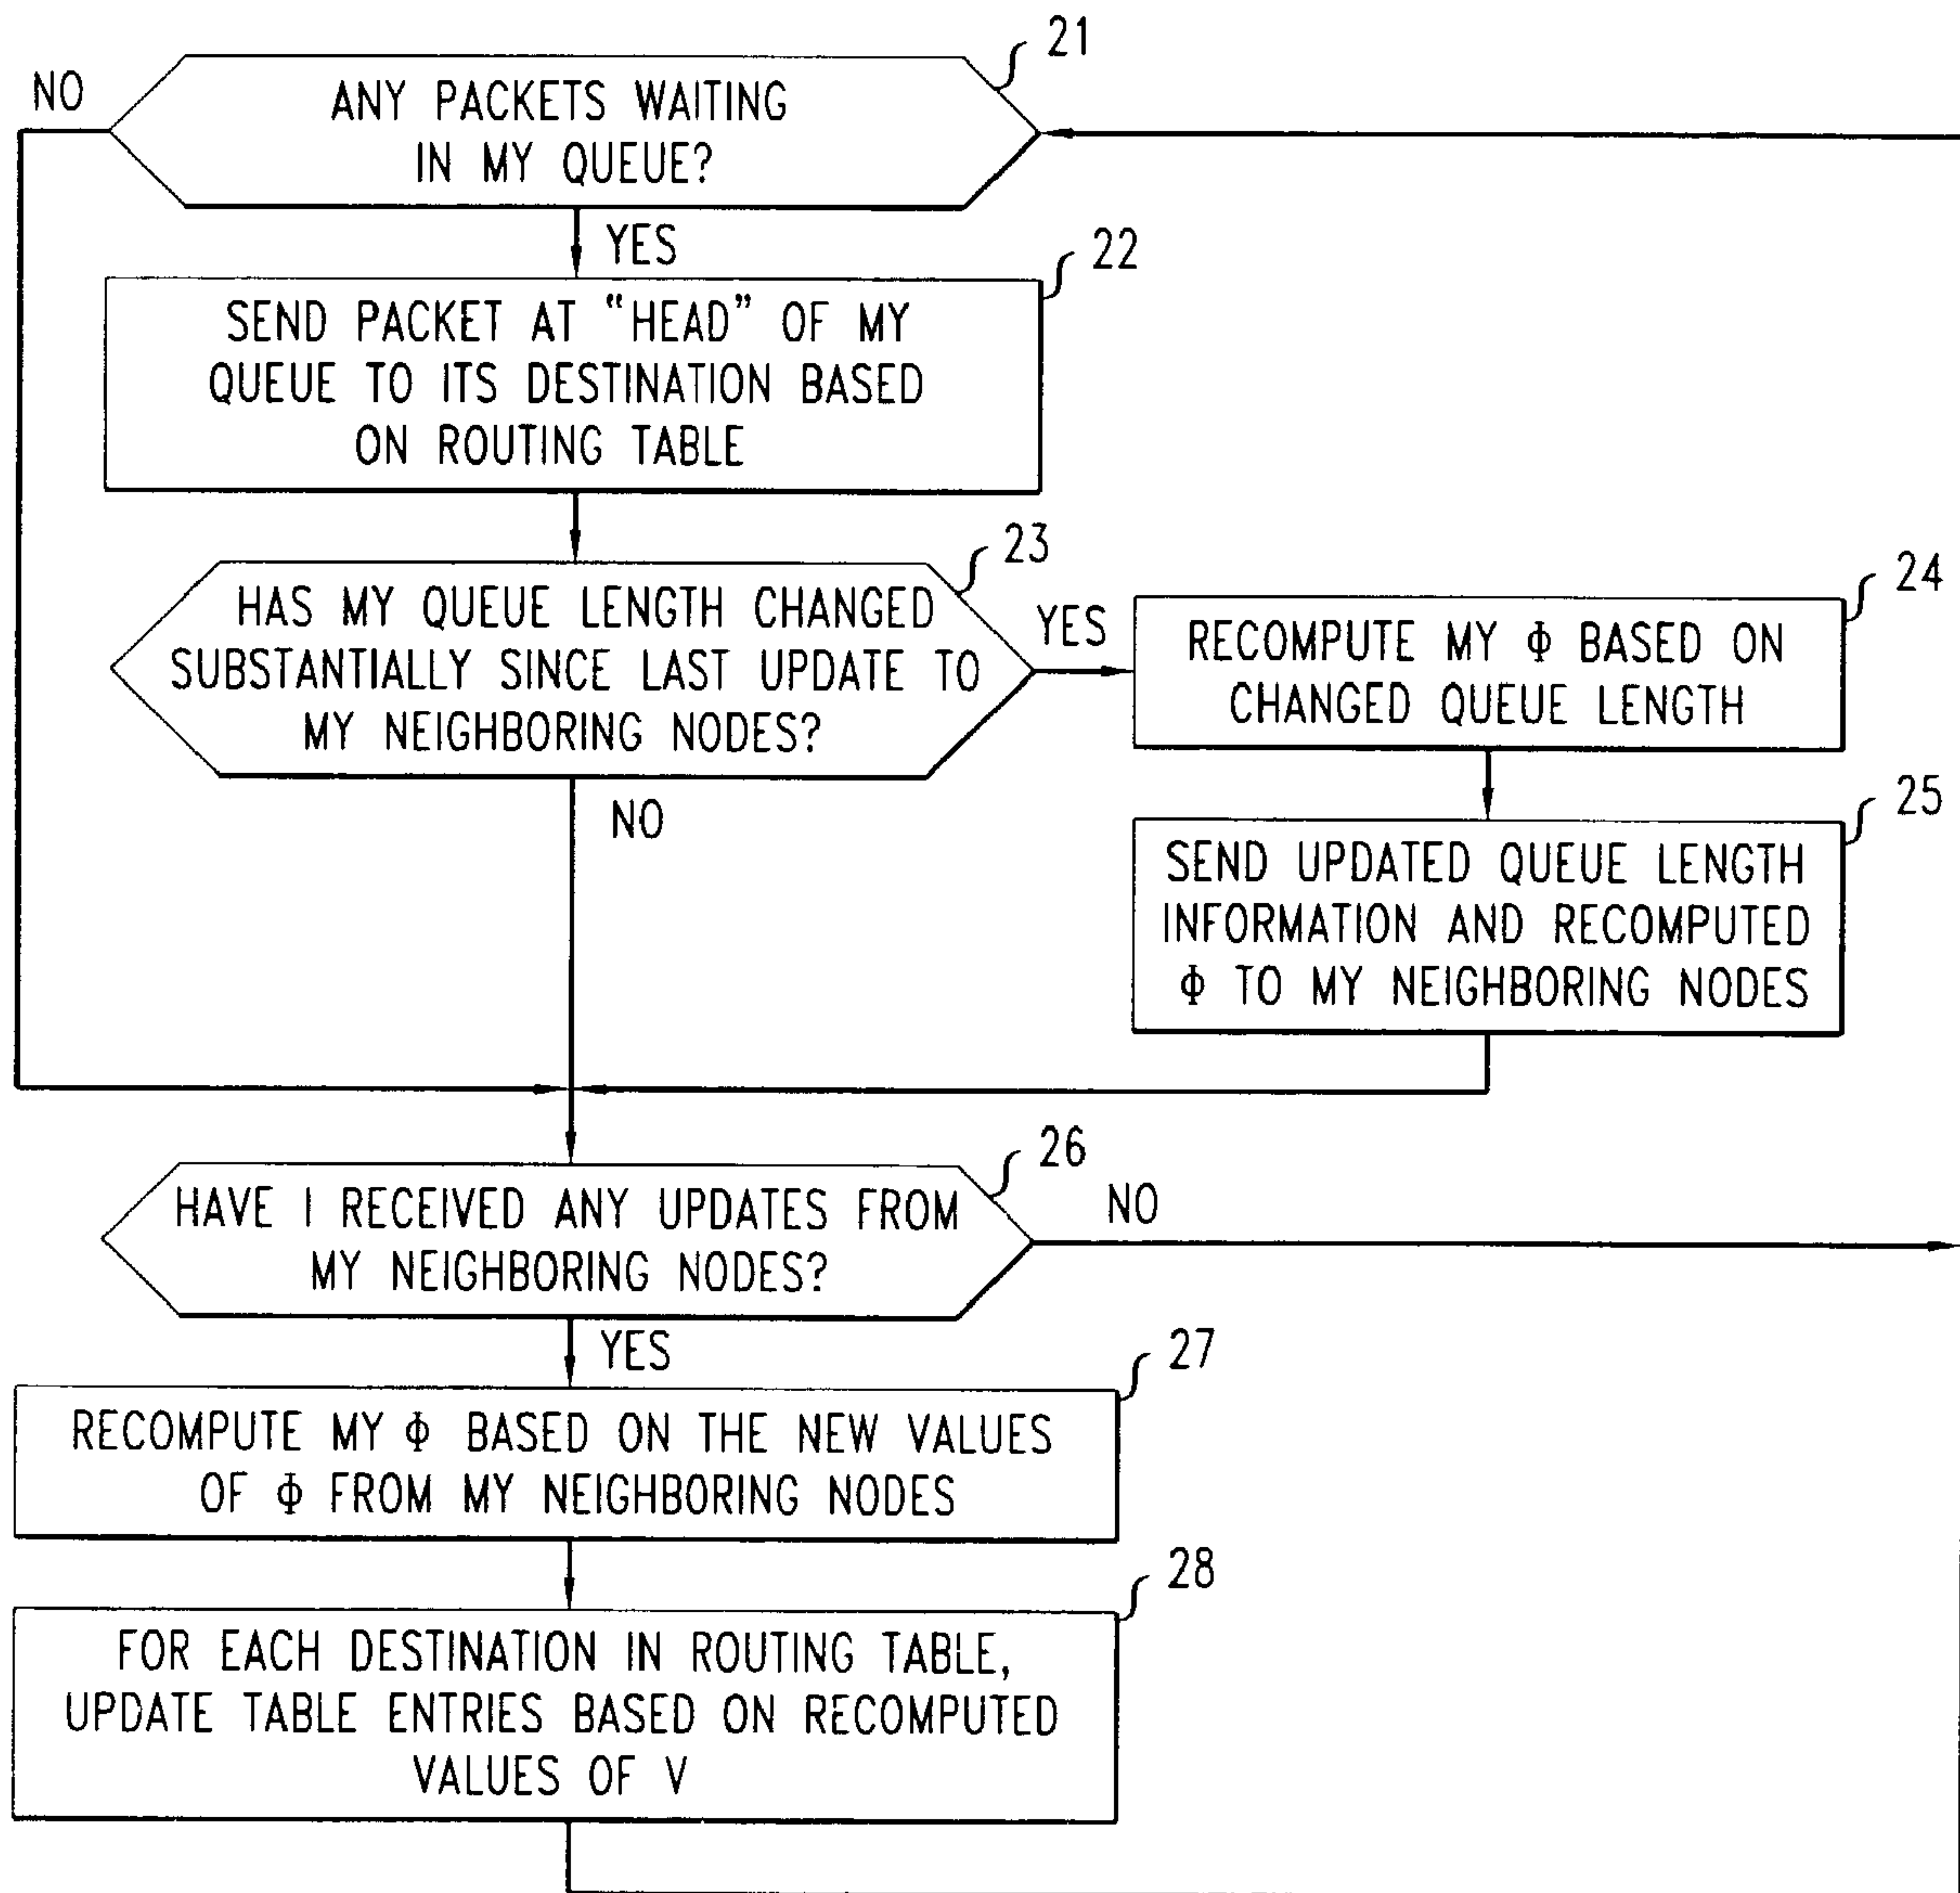 21
NO
ANY PACKETS WAITING
IN MY QUEUE?
YES
22
SEND PACKET AT “HEAD” OF MY
QUEUE TO ITS DESTINATION BASED
ON ROUTING TABLE
23
HAS MY QUEUE LENGTH CHANGED
SUBSTANTIALLY SINCE LAST UPDATE TO
MY NEIGHBORING NODES?
YES
24
RECOMPUTE MY Φ BASED ON
CHANGED QUEUE LENGTH
NO
25
SEND UPDATED QUEUE LENGTH
INFORMATION AND RECOMPUTED
Φ TO MY NEIGHBORING NODES
26
HAVE I RECEIVED ANY UPDATES FROM
MY NEIGHBORING NODES?
NO
YES
27
RECOMPUTE MY Φ BASED ON THE NEW VALUES
OF Φ FROM MY NEIGHBORING NODES
28
FOR EACH DESTINATION IN ROUTING TABLE,
UPDATE TABLE ENTRIES BASED ON RECOMPUTED
VALUES OF V